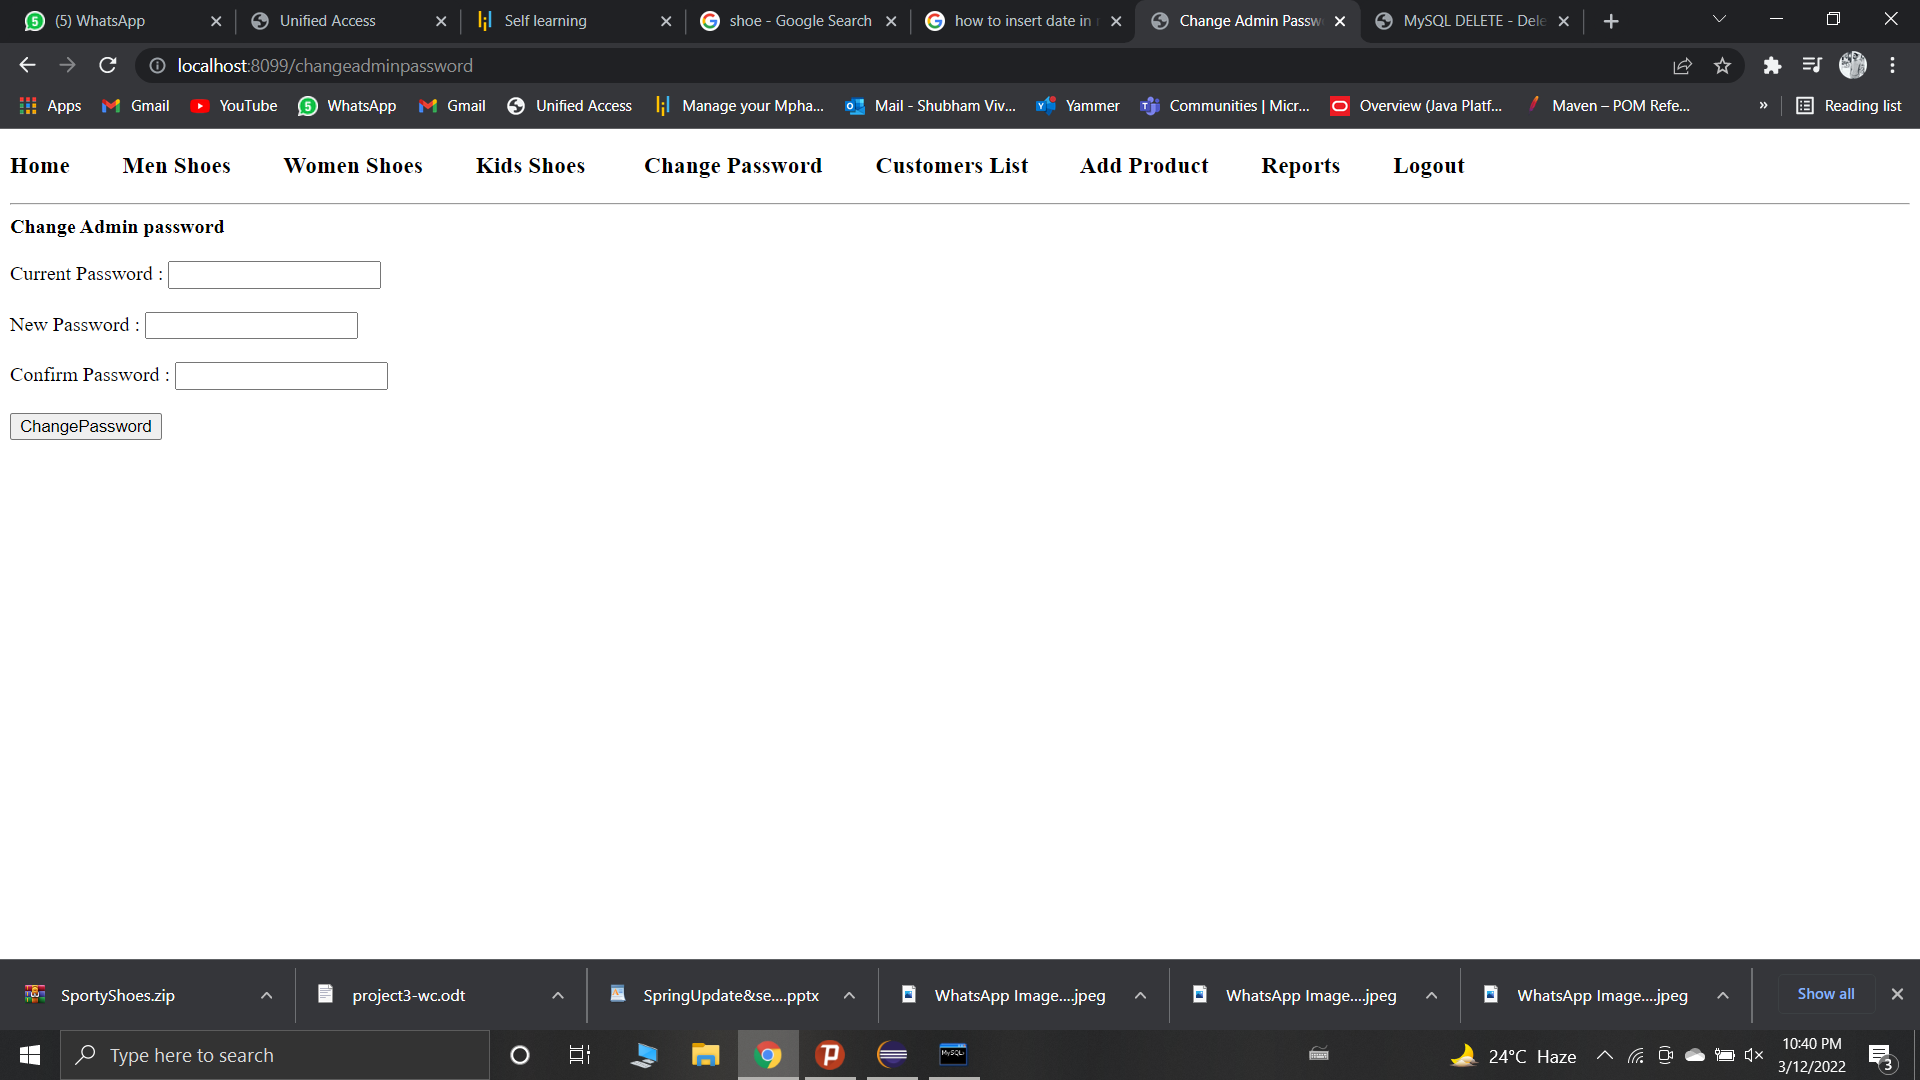 (5) WhatsApp
Unified Access
Self learning
shoe - Google Search
how to insert date in
Change Admin Passw
MySQL DELETE - Dele
localhost:8099/changeadminpassword
Apps
Gmail
YouTube
WhatsApp
Gmail
Unified Access
Manage your Mpha...
Mail - Shubham Viv...
Yammer
Communities | Micr...
Overview (Java Platf...
Maven – POM Refe...
»
Reading list
Home
Men Shoes
Women Shoes
Kids Shoes
Change Password
Customers List
Add Product
Reports
Logout
Change Admin password
Current Password :
New Password :
Confirm Password :
ChangePassword
SportyShoes.zip
project3-wc.odt
SpringUpdate&se....pptx
WhatsApp Image....jpeg
WhatsApp Image....jpeg
WhatsApp Image....jpeg
Show all
Type here to search
24°C Haze
10:40 PM
3/12/2022
3